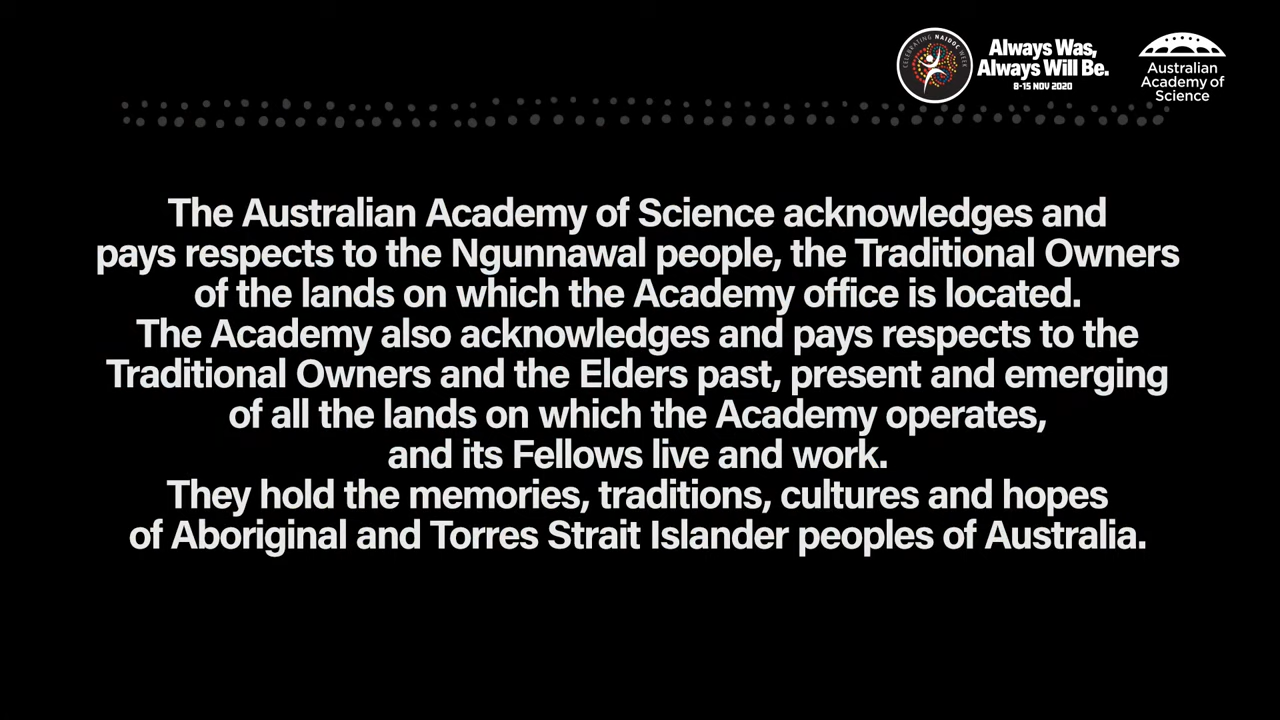 CELEBRATING NAIDOC WEEK
Always Was,
Always Will Be.
8-15 NOV 2020
Australian
Academy of
Science
The Australian Academy of Science acknowledges and
pays respects to the Ngunnawal people, the Traditional Owners
of the lands on which the Academy office is located.
The Academy also acknowledges and pays respects to the
Traditional Owners and the Elders past, present and emerging
of all the lands on which the Academy operates,
and its Fellows live and work.
They hold the memories, traditions, cultures and hopes
of Aboriginal and Torres Strait Islander peoples of Australia.